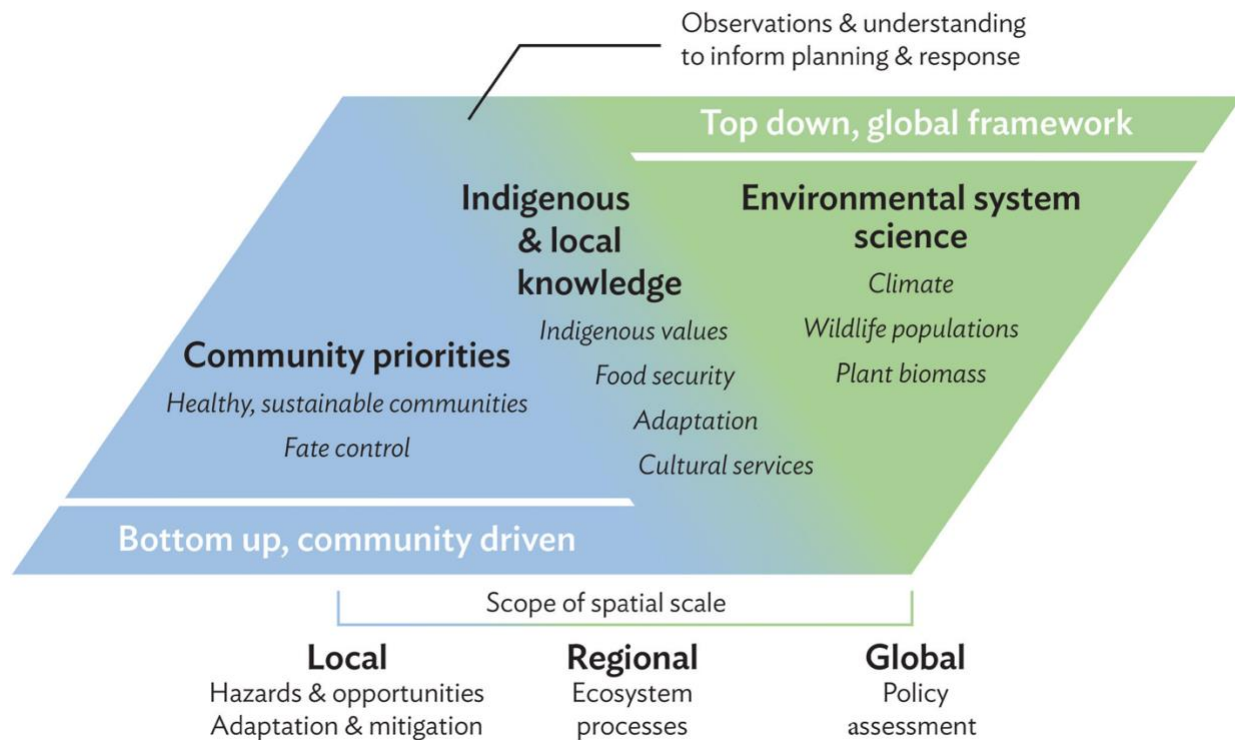 Observations & understanding
to inform planning & response
Top down, global framework
Indigenous
& local
knowledge
Indigenous values
Food security
Adaptation
Cultural services
Environmental system
science
Climate
Wildlife populations
Plant biomass
Community priorities
Healthy, sustainable communities
Fate control
Bottom up, community driven
Scope of spatial scale
Local
Hazards & opportunities
Adaptation & mitigation
Regional
Ecosystem
processes
Global
Policy
assessment